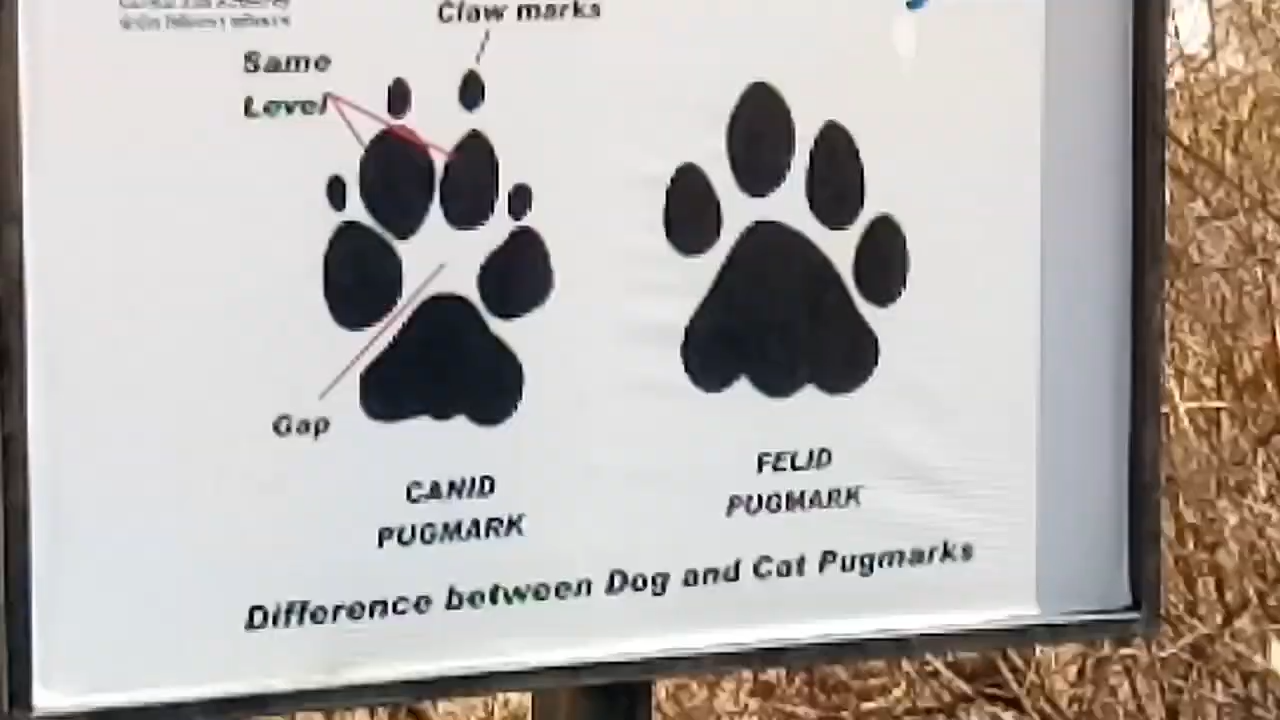 Claw marks
Same
Level
Gap
CANID
PUGMARK
FELID
PUGMARK
Difference between Dog and Cat Pugmarks